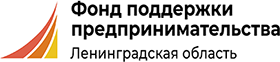 Фонд поддержки
предпринимательства
Ленинградская область